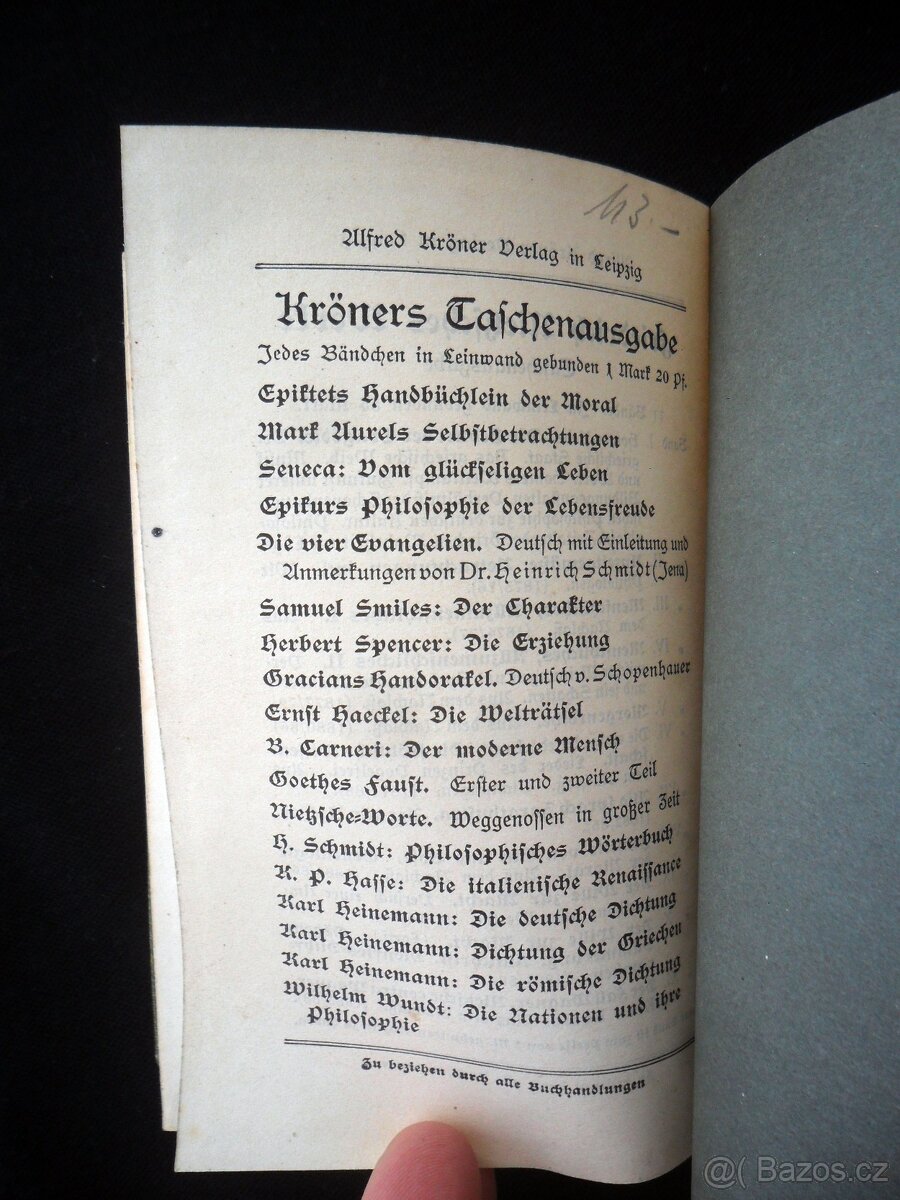 113.-
Alfred Kröner Verlag in Leipzig
Kröners Taschenausgabe
Jedes Bändchen in Leinwand gebunden 1 Mark 20 Pf.
Epiktets Handbüchlein der Moral
Mark Aurels Selbstbetrachtungen
Seneca: Vom glückseligen Leben
Epikurs Philosophie der Lebensfreude
Die vier Evangelien. Deutsch mit Einleitung und
Anmerkungen von Dr. Heinrich Schmidt (Jena)
Samuel Smiles: Der Charakter
Herbert Spencer: Die Erziehung
Gracians Handorakel. Deutsch v. Schopenhauer
Ernst Haeckel: Die Welträtsel
B. Carneri: Der moderne Mensch
Goethes Faust. Erster und zweiter Teil
Nietzsche-Worte. Weggenossen in großer Zeit
H. Schmidt: Philosophisches Wörterbuch
K. P. Hasse: Die italienische Renaissance
Karl Heinemann: Die deutsche Dichtung
Karl Heinemann: Dichtung der Griechen
Karl Heinemann: Die römische Dichtung
Wilhelm Wundt: Die Nationen und ihre
Philosophie
Zu beziehen durch alle Buchhandlungen
@( Bazos.cz